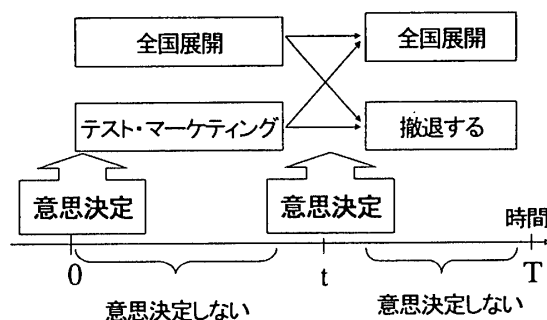 全国展開
全国展開
テスト・マーケティング
撤退する
意思決定
意思決定
時間
0
t
T
意思決定しない
意思決定しない